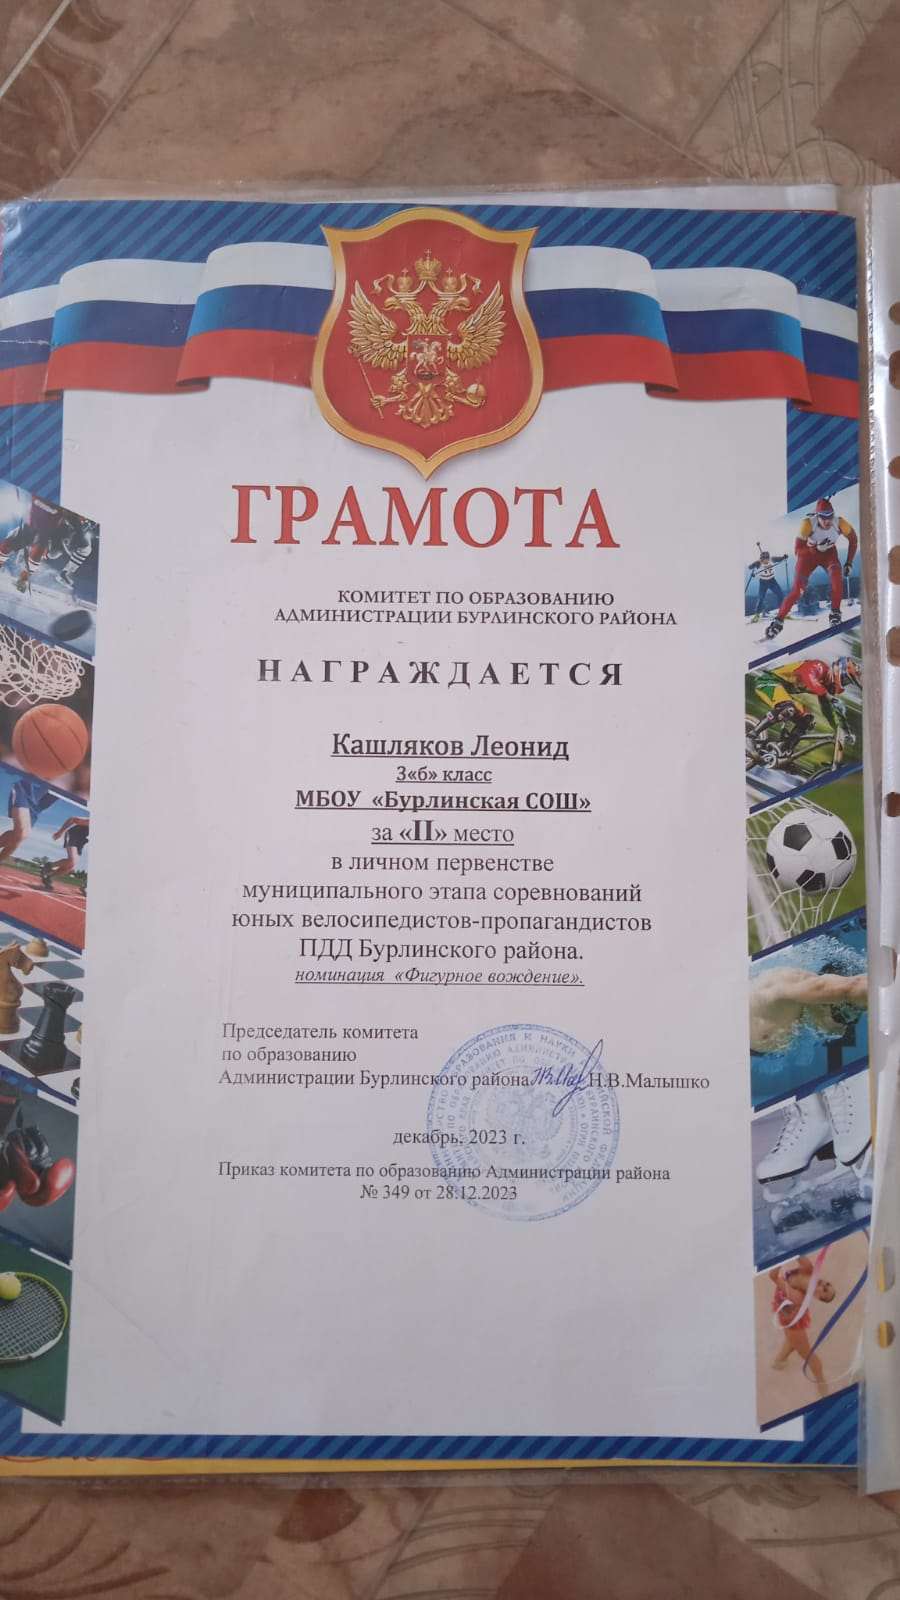 ГРАМОТА
КОМИТЕТ ПО ОБРАЗОВАНИЮ
АДМИНИСТРАЦИИ БУРЛИНСКОГО РАЙОНА
НАГРАЖДАЕТСЯ
Кашляков Леонид
3«б» класс
МБОУ «Бурлинская СОШ»
за «II» место
в личном первенстве
муниципального этапа соревнований
юных велосипедистов-пропагандистов
ПДД Бурлинского района.
номинация «Фигурное вождение».
Председатель комитета
по образованию
Администрации Бурлинского района Н.В.Малышко
декабрь, 2023 г.
Приказ комитета по образованию Администрации района
№ 349 от 28.12.2023